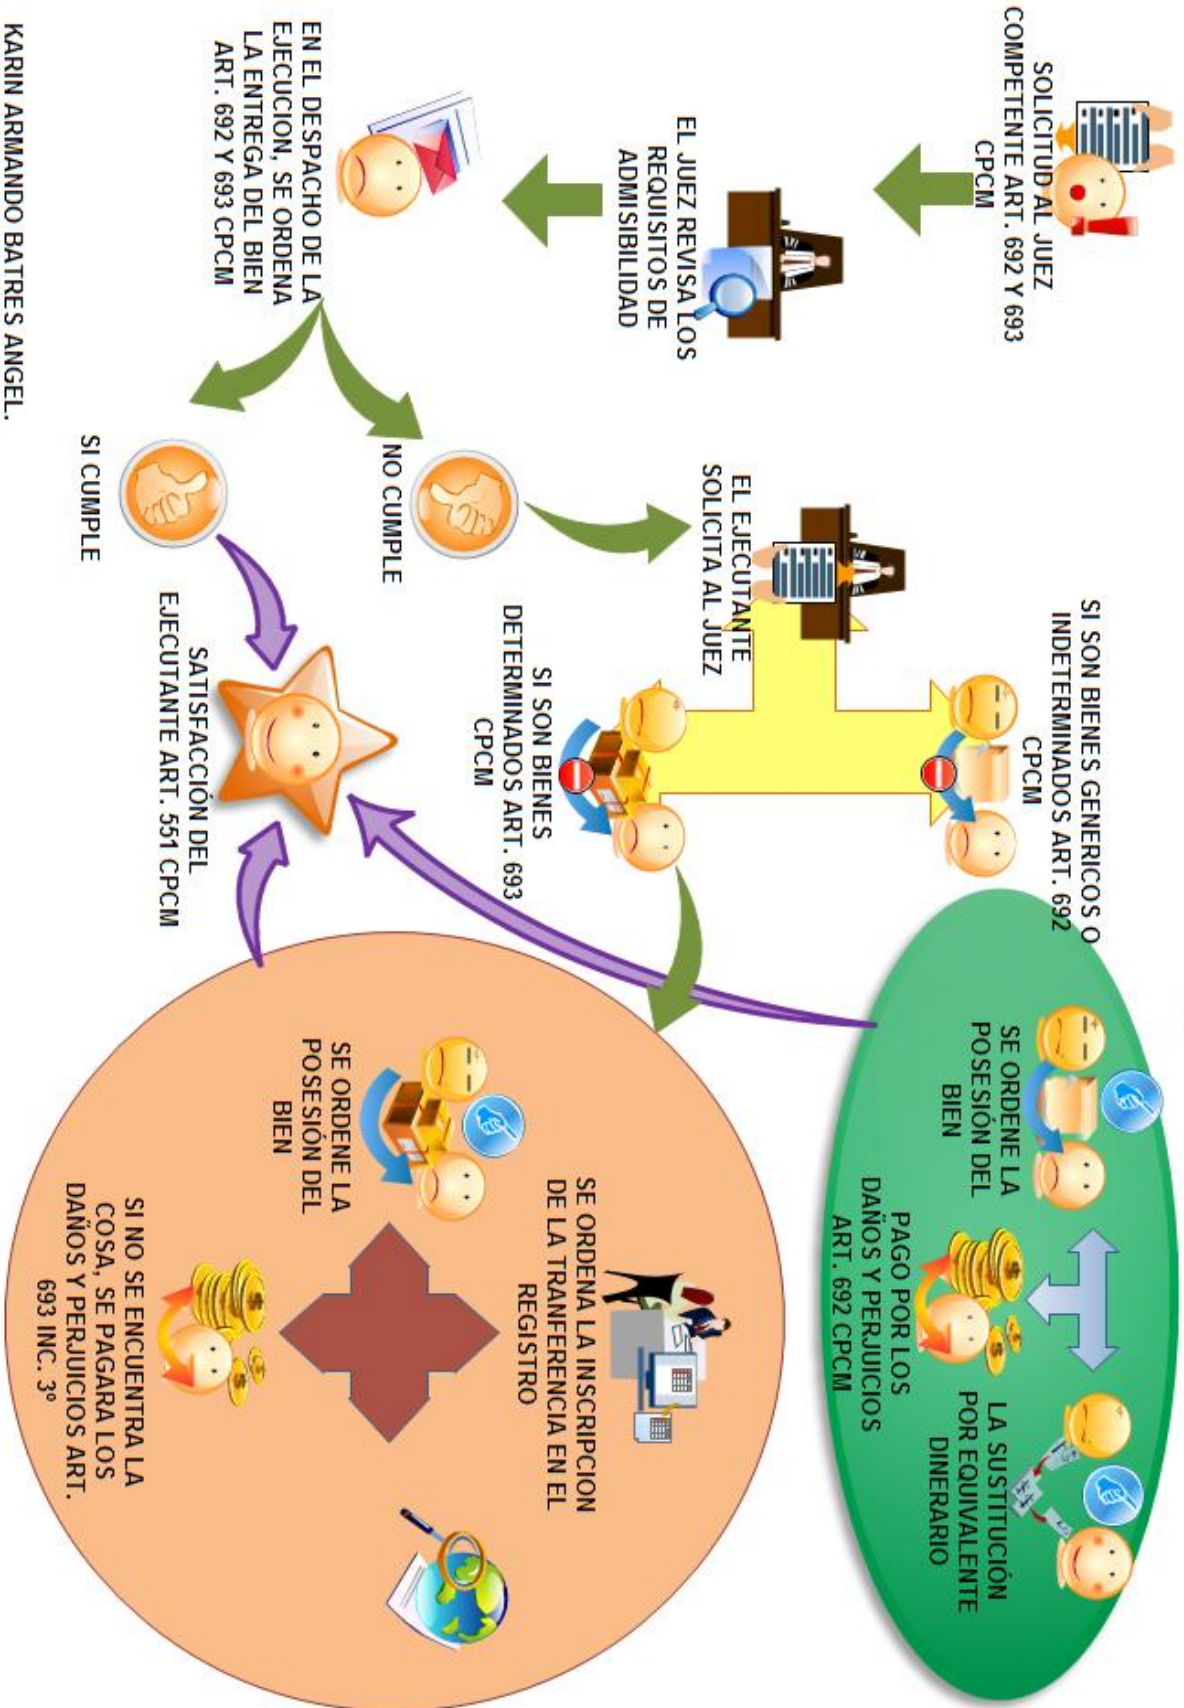 SOLICITUD AL JUEZ
COMPETENTE ART. 692 Y 693
CPCM
EL JUEZ REVISA LOS
REQUISITOS DE
ADMISIBILIDAD
EN EL DESPACHO DE LA
EJECUCION, SE ORDENA
LA ENTREGA DEL BIEN
ART. 692 Y 693 CPCM
NO CUMPLE
SI CUMPLE
EL EJECUTANTE
SOLICITA AL JUEZ
SI SON BIENES GENERICOS O
INDETERMINADOS ART. 692
CPCM
SI SON BIENES
DETERMINADOS ART. 693
CPCM
SATISFACCIÓN DEL
EJECUTANTE ART. 551 CPCM
SE ORDENE LA
POSESIÓN DEL
BIEN
PAGO POR LOS
DAÑOS Y PERJUICIOS
ART. 692 CPCM
LA SUSTITUCIÓN
POR EQUIVALENTE
DINERARIO
SE ORDENA LA INSCRIPCION
DE LA TRANFERENCIA EN EL
REGISTRO
SE ORDENE LA
POSESIÓN DEL
BIEN
SI NO SE ENCUENTRA LA
COSA, SE PAGARA LOS
DAÑOS Y PERJUICIOS ART.
693 INC. 3º
KARIN ARMANDO BATRES ANGEL.